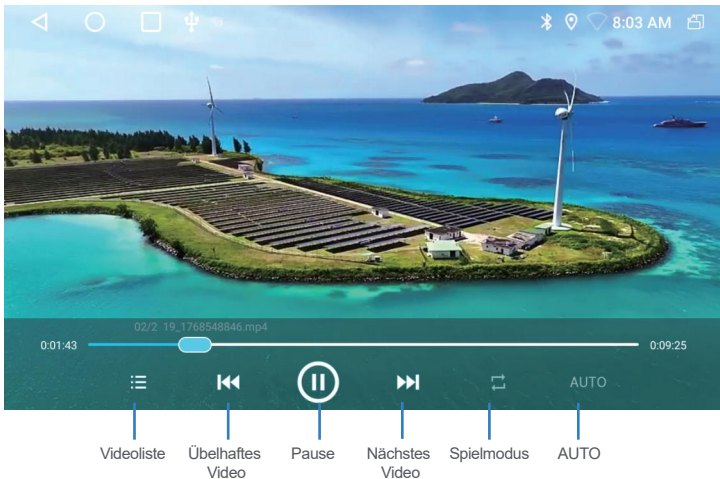 8:03 AM
02/2 19_1768548846.mp4
0:01:43
0:09:25
AUTO
Videoliste
Übelhaftes
Video
Pause
Nächstes
Video
Spielmodus
AUTO